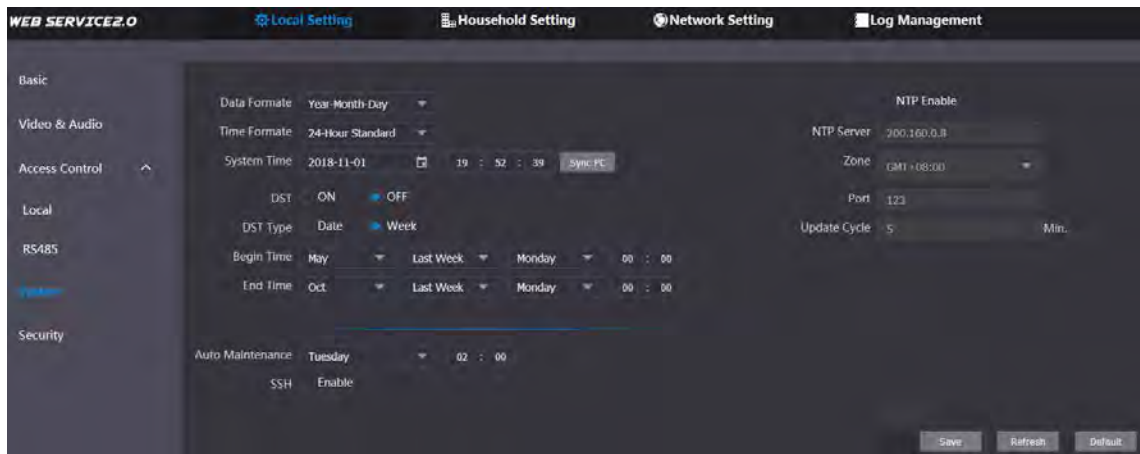 WEB SERVICE2.0 Local Setting Household Setting Network Setting Log Management
Basic
Video & Audio
Access Control
Local
RS485
System
Security
Data Formate Year-Month-Day
Time Formate 24-Hour Standard
System Time 2018-11-01 19 : 52 : 39 Sync PC
DST ON OFF
DST Type Date Week
Begin Time May Last Week Monday 00 : 00
End Time Oct Last Week Monday 00 : 00
Auto Maintenance Tuesday 02 : 00
SSH Enable
NTP Enable
NTP Server 200.160.0.8
Zone GMT+08:00
Port 123
Update Cycle 5 Min.
Save Refresh Default